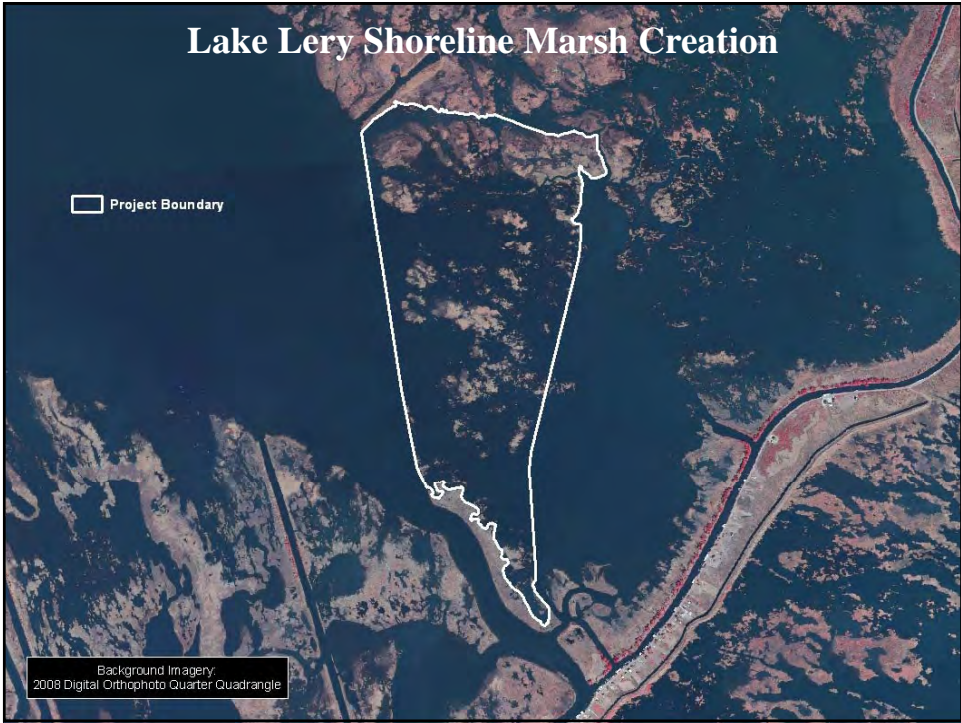 Lake Lery Shoreline Marsh Creation
Project Boundary
Background Imagery:
2008 Digital Orthophoto Quarter Quadrangle